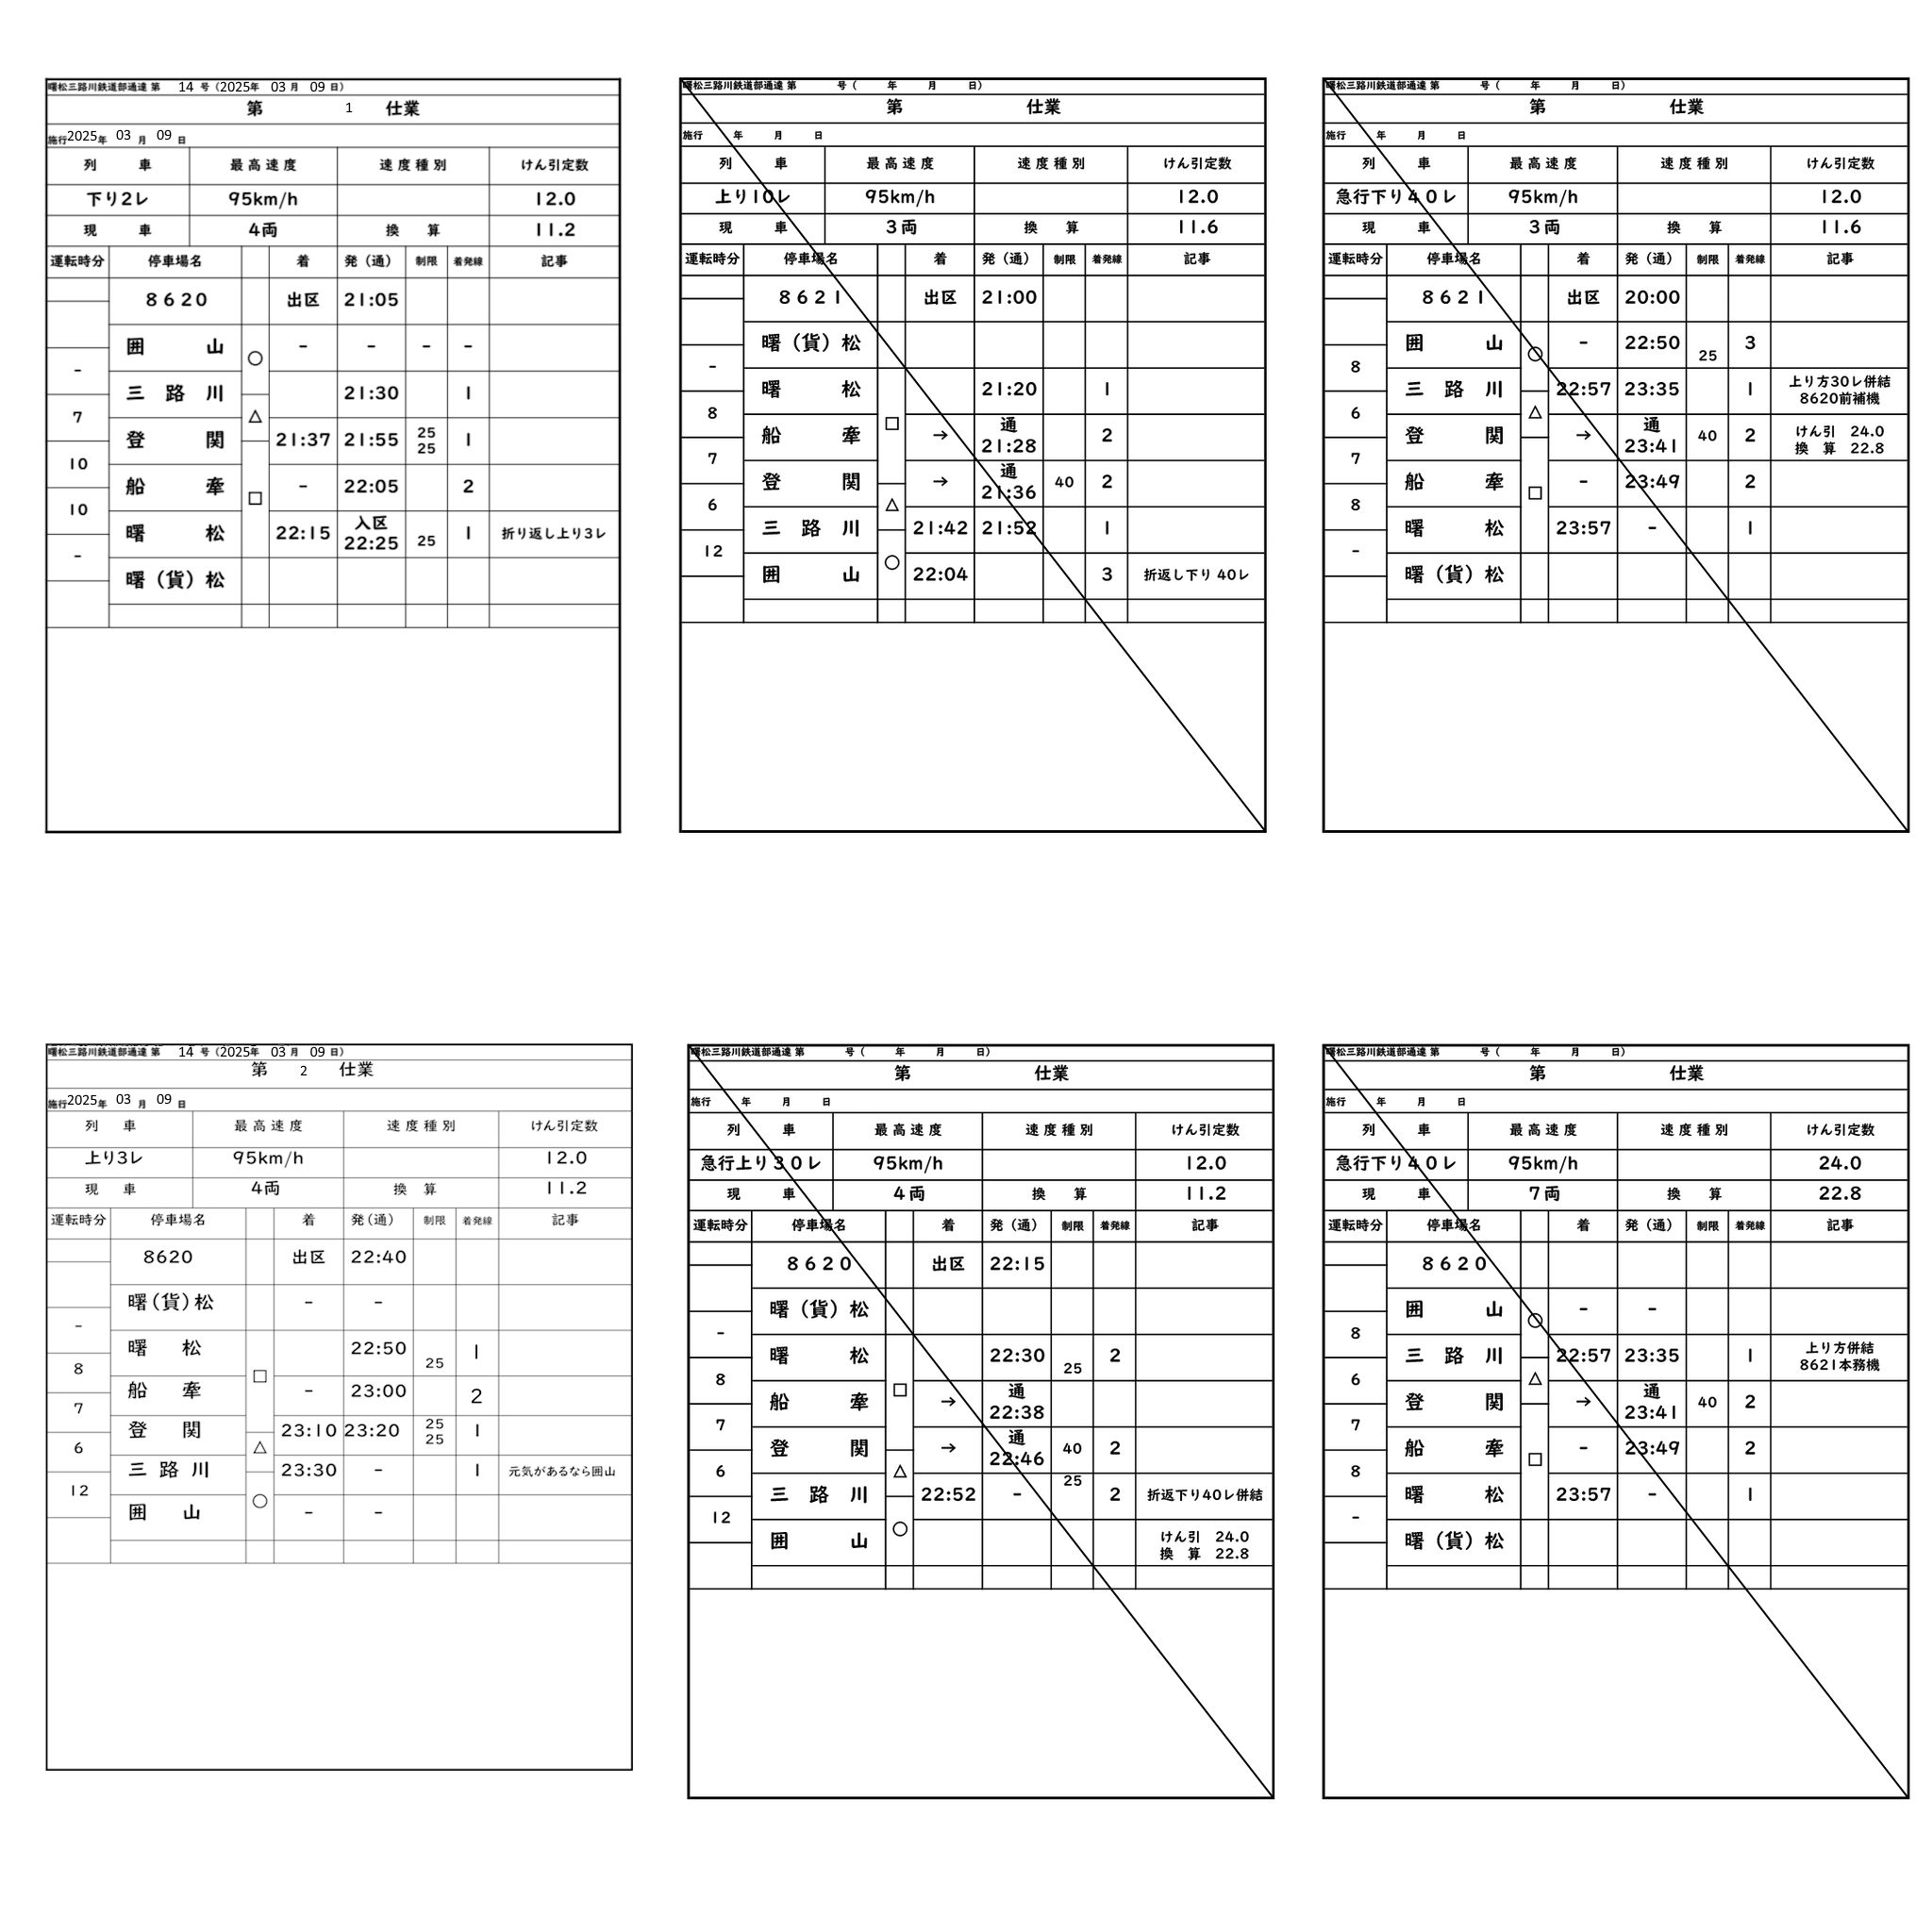 曙松三路川鉄道部通達 第 14 号 (2025年 03 月 09 日)
第 1 仕業
施行2025年 03 月 09 日
列 車 最高速度 速度種別 けん引定数
下り2レ 95km/h 12.0
現 車 4両 換 算 11.2
運転時分 停車場名 着 発（通） 制限 着発線 記事
8620 出区 21:05
囲 山 ○ - - - -
-
三 路 川 21:30 1
7 △
登 関 21:37 21:55 25 25 1
10
船 牽 - 22:05 2
10 □
曙 松 22:15 入区 22:25 25 1 折り返し上り3レ
-
曙（貨）松
曙松三路川鉄道部通達 第 号 ( 年 月 日)
第 仕業
施行 年 月 日
列 車 最高速度 速度種別 けん引定数
上り10レ 95km/h 12.0
現 車 3両 換 算 11.6
運転時分 停車場名 着 発（通） 制限 着発線 記事
8621 出区 21:00
曙（貨）松
-
曙 松 21:20 1
8 □
船 牽 → 通 21:28 2
7
登 関 → 通 21:36 40 2
6 △
三 路 川 21:42 21:52 1
12 ○
囲 山 22:04 3 折返し下り 40レ
曙松三路川鉄道部通達 第 号 ( 年 月 日)
第 仕業
施行 年 月 日
列 車 最高速度 速度種別 けん引定数
急行下り40レ 95km/h 12.0
現 車 3両 換 算 11.6
運転時分 停車場名 着 発（通） 制限 着発線 記事
8621 出区 20:00
囲 山 ○ - 22:50 25 3
8
三 路 川 22:57 23:35 1 上り方30レ併結 8620前補機
6 △
登 関 → 通 23:41 40 2 けん引 24.0 換 算 22.8
7
船 牽 - 23:49 2
8 □
曙 松 23:57 - 1
-
曙（貨）松
曙松三路川鉄道部通達 第 14 号 (2025年 03 月 09 日)
第 2 仕業
施行2025年 03 月 09 日
列 車 最高速度 速度種別 けん引定数
上り3レ 95km/h 12.0
現 車 4両 換 算 11.2
運転時分 停車場名 着 発（通） 制限 着発線 記事
8620 出区 22:40
曙（貨）松 - -
-
曙 松 22:50 25 1
8 □
船 牽 - 23:00 2
7
登 関 23:10 23:20 25 25 1
6 △
三 路 川 23:30 - 1 元気があるなら囲山
12 ○
囲 山 - -
曙松三路川鉄道部通達 第 号 ( 年 月 日)
第 仕業
施行 年 月 日
列 車 最高速度 速度種別 けん引定数
急行上り30レ 95km/h 12.0
現 車 4両 換 算 11.2
運転時分 停車場名 着 発（通） 制限 着発線 記事
8620 出区 22:15
曙（貨）松
-
曙 松 22:30 25 2
8 □
船 牽 → 通 22:38
7
登 関 → 通 22:46 40 2
6 △
三 路 川 22:52 - 25 2 折返下り40レ併結
12 ○
囲 山 けん引 24.0 換 算 22.8
曙松三路川鉄道部通達 第 号 ( 年 月 日)
第 仕業
施行 年 月 日
列 車 最高速度 速度種別 けん引定数
急行下り40レ 95km/h 24.0
現 車 7両 換 算 22.8
運転時分 停車場名 着 発（通） 制限 着発線 記事
8620
囲 山 ○ - -
8
三 路 川 22:57 23:35 1 上り方併結 8621本務機
6 △
登 関 → 通 23:41 40 2
7
船 牽 - 23:49 2
8 □
曙 松 23:57 - 1
-
曙（貨）松